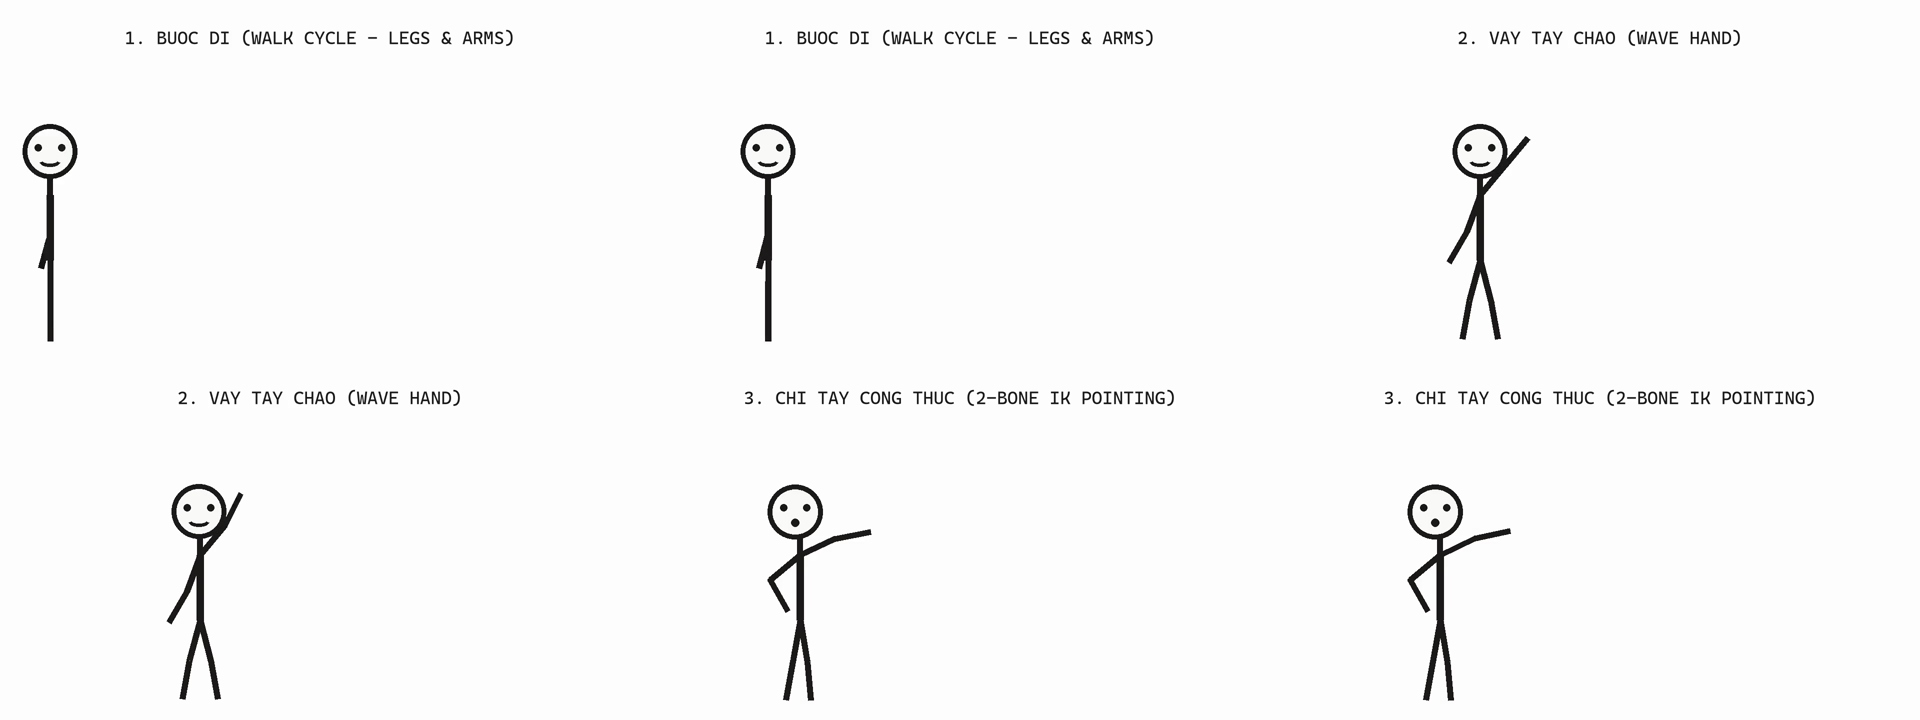 1. BUOC DI (WALK CYCLE – LEGS & ARMS)
1. BUOC DI (WALK CYCLE – LEGS & ARMS)
2. VAY TAY CHAO (WAVE HAND)
2. VAY TAY CHAO (WAVE HAND)
3. CHI TAY CONG THUC (2–BONE IK POINTING)
3. CHI TAY CONG THUC (2–BONE IK POINTING)